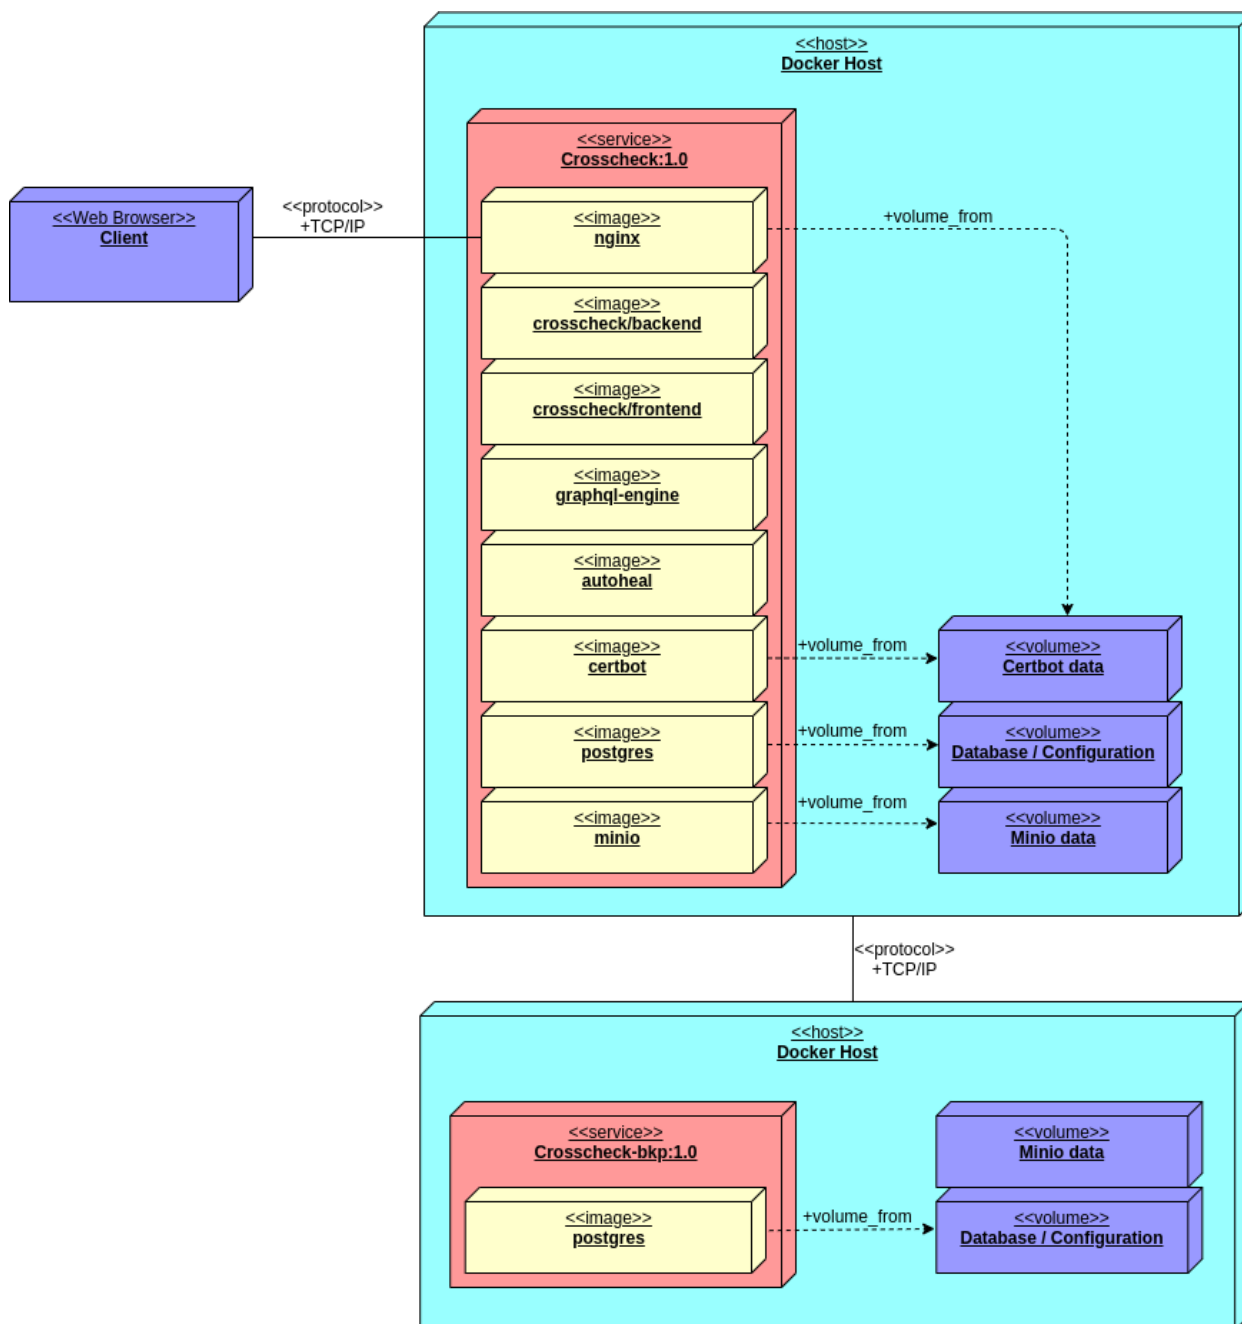 <<host>>
Docker Host
<<service>>
Crosscheck:1.0
<<Web Browser>>
Client
<<protocol>>
+TCP/IP
<<image>>
nginx
+volume_from
<<image>>
crosscheck/backend
<<image>>
crosscheck/frontend
<<image>>
graphql-engine
<<image>>
autoheal
<<image>>
certbot
+volume_from
<<volume>>
Certbot data
<<image>>
postgres
+volume_from
<<volume>>
Database / Configuration
<<image>>
minio
+volume_from
<<volume>>
Minio data
<<protocol>>
+TCP/IP
<<host>>
Docker Host
<<service>>
Crosscheck-bkp:1.0
<<volume>>
Minio data
<<image>>
postgres
+volume_from
<<volume>>
Database / Configuration